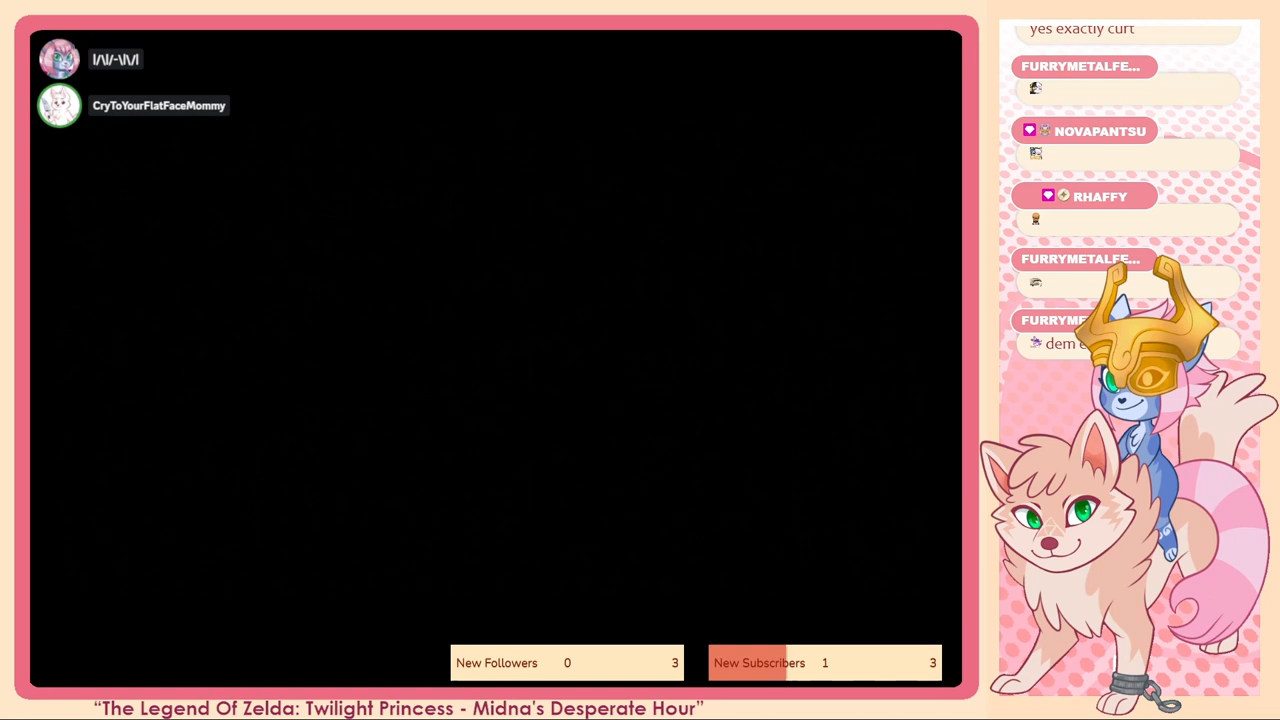 |/\|/-\|\/|
CryToYourFlatFaceMommy
yes exactly curt
FURRYMETALFE...
NOVAPANTSU
RHAFFY
FURRYMETALFE...
FURRYME
dem e
New Followers 0 3
New Subscribers 1 3
“The Legend Of Zelda: Twilight Princess - Midna's Desperate Hour”